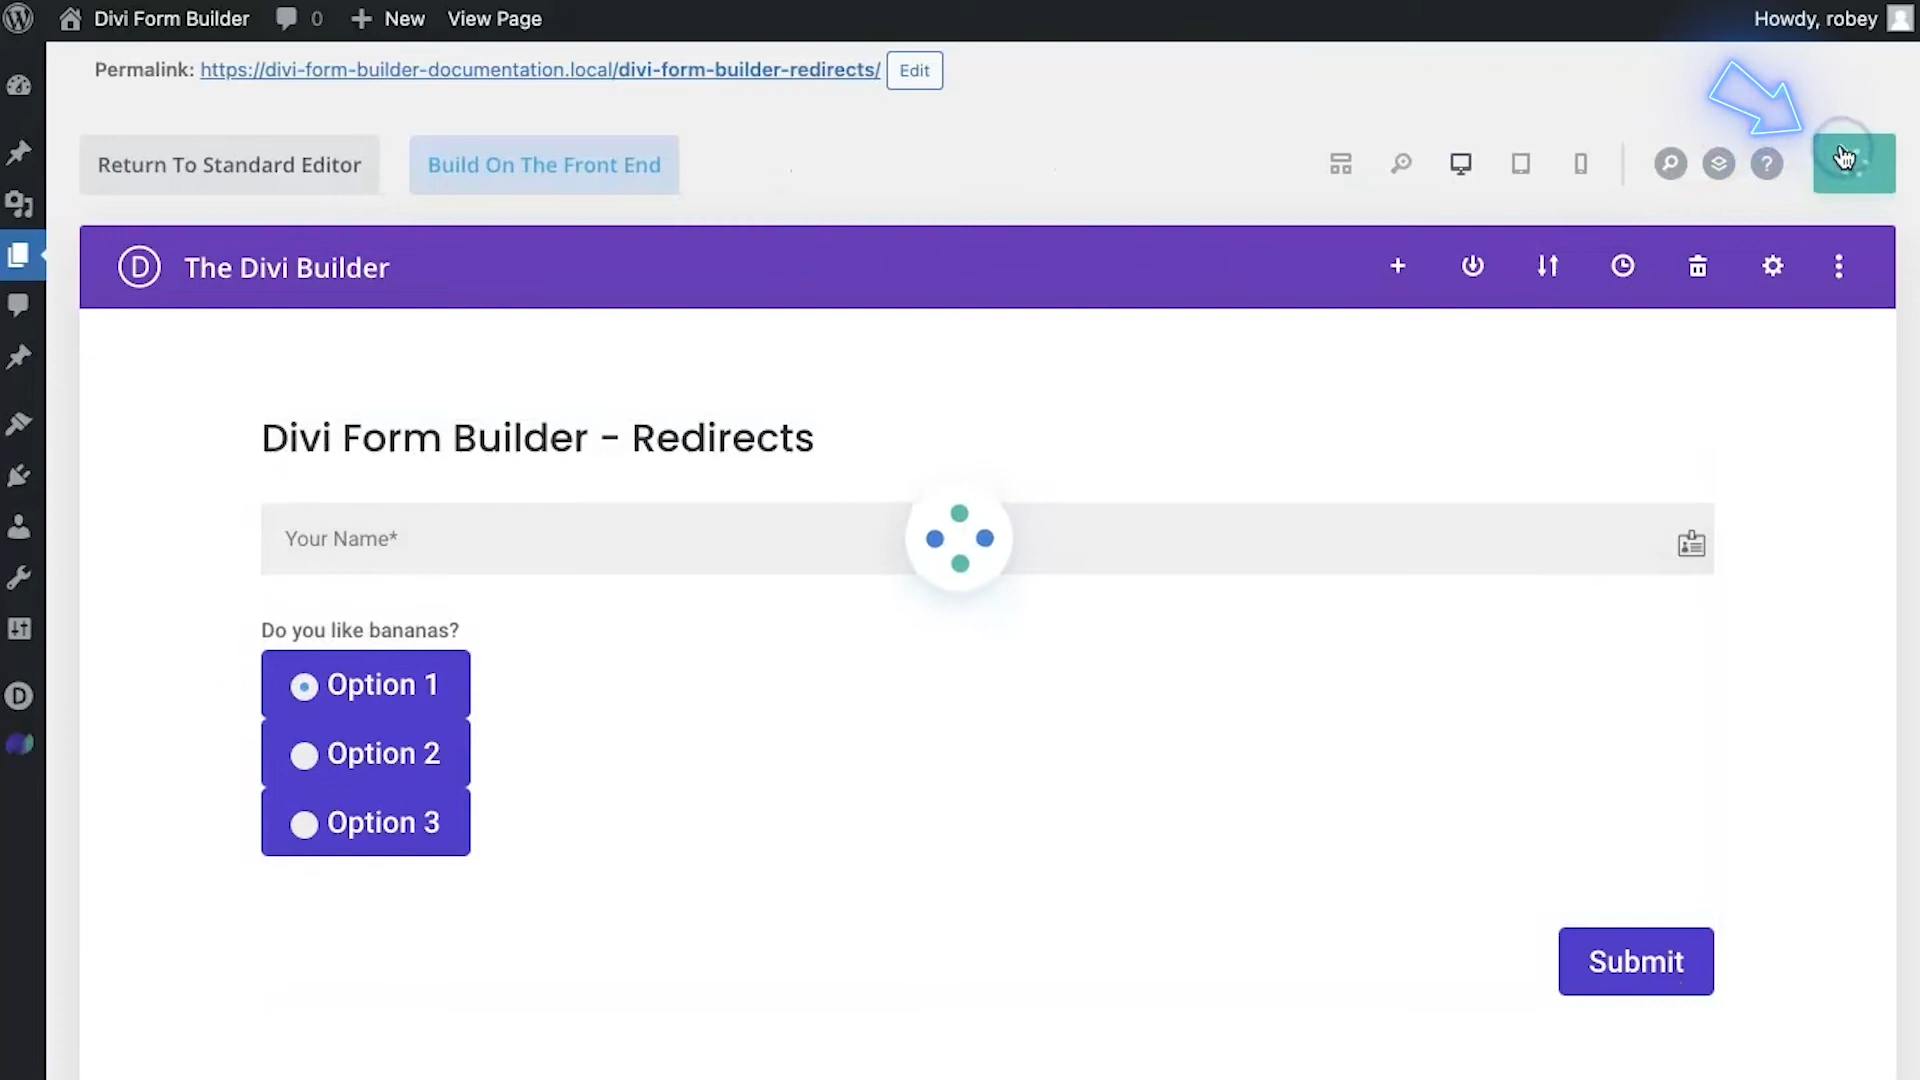 Divi Form Builder 0 New View Page Howdy, robey
Permalink: https://divi-form-builder-documentation.local/divi-form-builder-redirects/ Edit
Return To Standard Editor Build On The Front End ?
D The Divi Builder
Divi Form Builder - Redirects
Your Name*
Do you like bananas?
Option 1
Option 2
Option 3
Submit